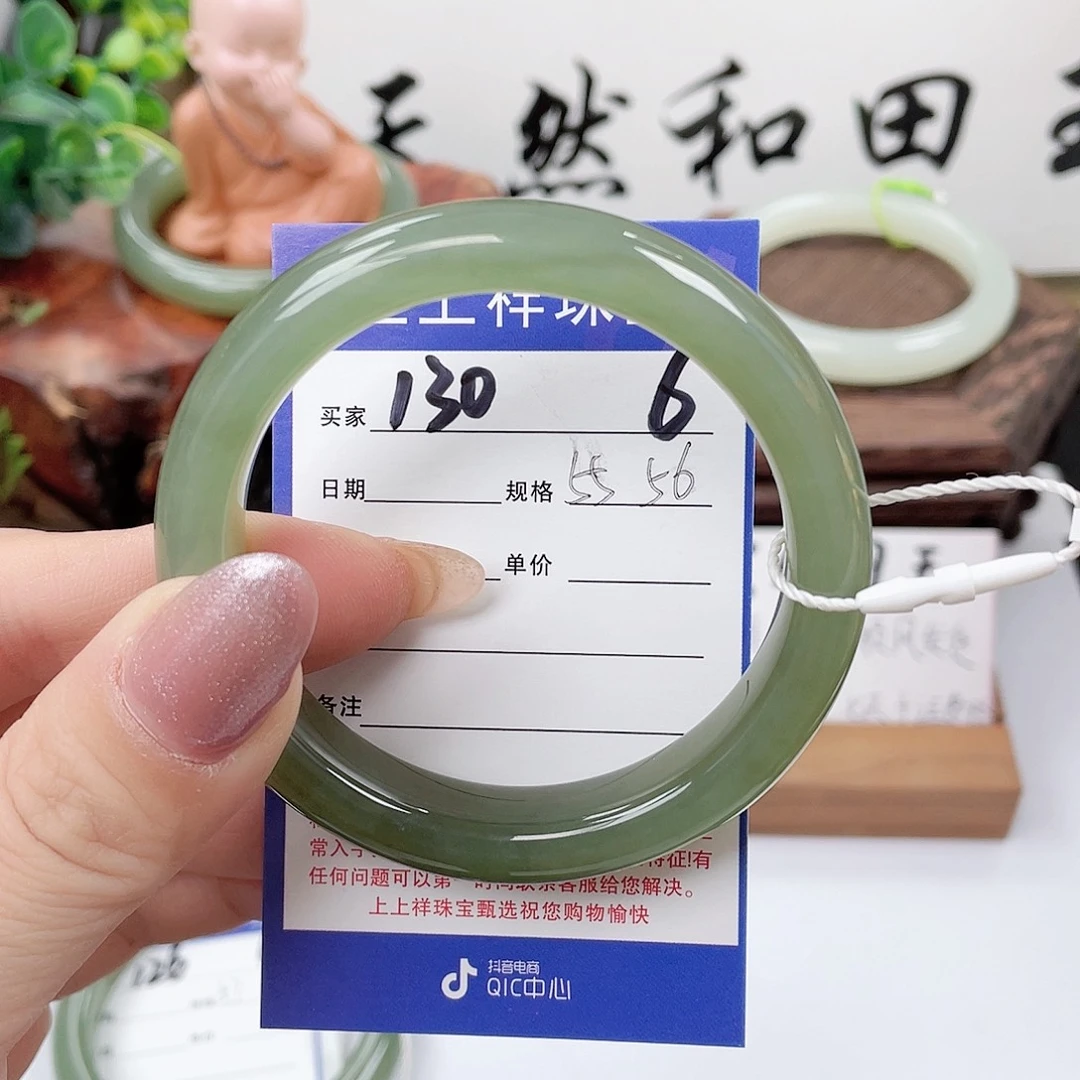 天然和田玉
上祥珠
买家 130 6
日期 规格 55 56
单价
备注
常入手
特征!有
任何问题可以第一时间联系客服给您解决。
上上祥珠宝甄选祝您购物愉快
抖音电商
QIC中心
126